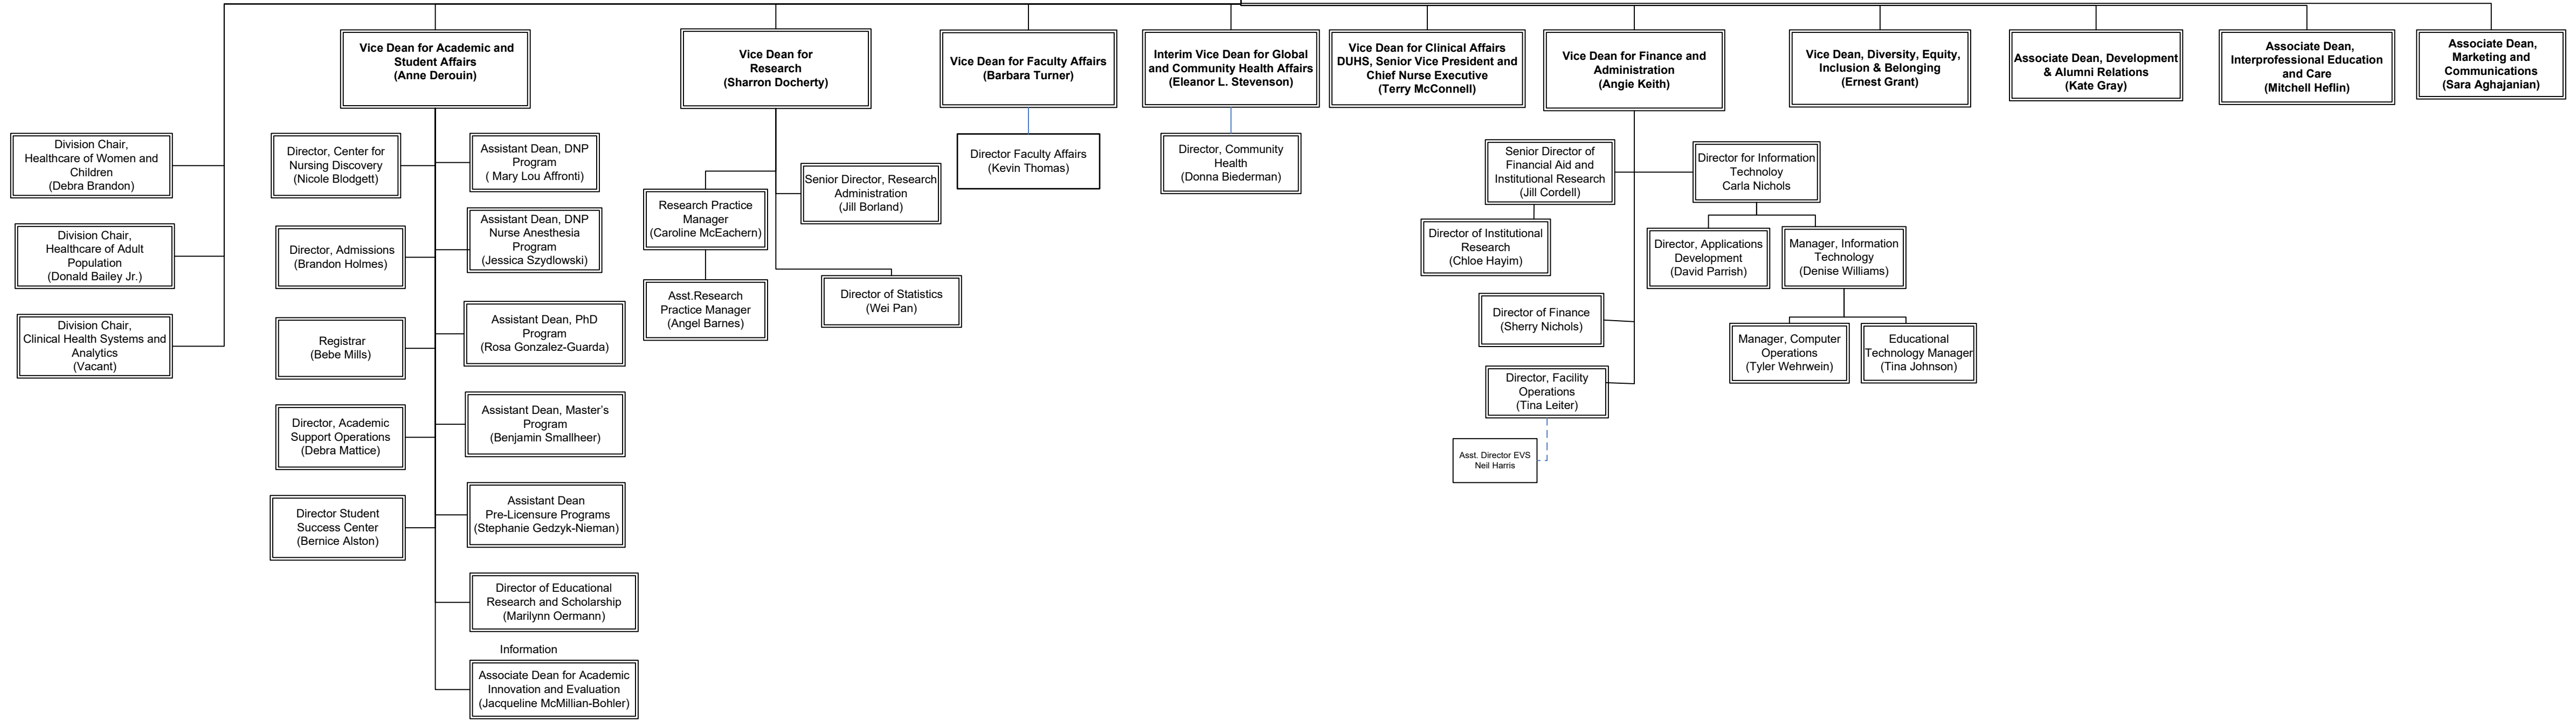 Vice Dean for Academic and
Student Affairs
(Anne Derouin)
Vice Dean for
Research
(Sharron Docherty)
Vice Dean for Faculty Affairs
(Barbara Turner)
Interim Vice Dean for Global
and Community Health Affairs
(Eleanor L. Stevenson)
Vice Dean for Clinical Affairs
DUHS, Senior Vice President and
Chief Nurse Executive
(Terry McConnell)
Vice Dean for Finance and
Administration
(Angie Keith)
Vice Dean, Diversity, Equity,
Inclusion & Belonging
(Ernest Grant)
Associate Dean, Development
& Alumni Relations
(Kate Gray)
Associate Dean,
Interprofessional Education
and Care
(Mitchell Heflin)
Associate Dean,
Marketing and
Communications
(Sara Aghajanian)
Division Chair,
Healthcare of Women and
Children
(Debra Brandon)
Division Chair,
Healthcare of Adult
Population
(Donald Bailey Jr.)
Division Chair,
Clinical Health Systems and
Analytics
(Vacant)
Director, Center for
Nursing Discovery
(Nicole Blodgett)
Director, Admissions
(Brandon Holmes)
Registrar
(Bebe Mills)
Director, Academic
Support Operations
(Debra Mattice)
Director Student
Success Center
(Bernice Alston)
Assistant Dean, DNP
Program
( Mary Lou Affronti)
Assistant Dean, DNP
Nurse Anesthesia
Program
(Jessica Szydlowski)
Assistant Dean, PhD
Program
(Rosa Gonzalez-Guarda)
Assistant Dean, Master’s
Program
(Benjamin Smallheer)
Assistant Dean
Pre-Licensure Programs
(Stephanie Gedzyk-Nieman)
Director of Educational
Research and Scholarship
(Marilynn Oermann)
Information
Associate Dean for Academic
Innovation and Evaluation
(Jacqueline McMillian-Bohler)
Research Practice
Manager
(Caroline McEachern)
Asst.Research
Practice Manager
(Angel Barnes)
Senior Director, Research
Administration
(Jill Borland)
Director of Statistics
(Wei Pan)
Director Faculty Affairs
(Kevin Thomas)
Director, Community
Health
(Donna Biederman)
Senior Director of
Financial Aid and
Institutional Research
(Jill Cordell)
Director of Institutional
Research
(Chloe Hayim)
Director of Finance
(Sherry Nichols)
Director, Facility
Operations
(Tina Leiter)
Asst. Director EVS
Neil Harris
Director for Information
Technoloy
Carla Nichols
Director, Applications
Development
(David Parrish)
Manager, Information
Technology
(Denise Williams)
Manager, Computer
Operations
(Tyler Wehrwein)
Educational
Technology Manager
(Tina Johnson)